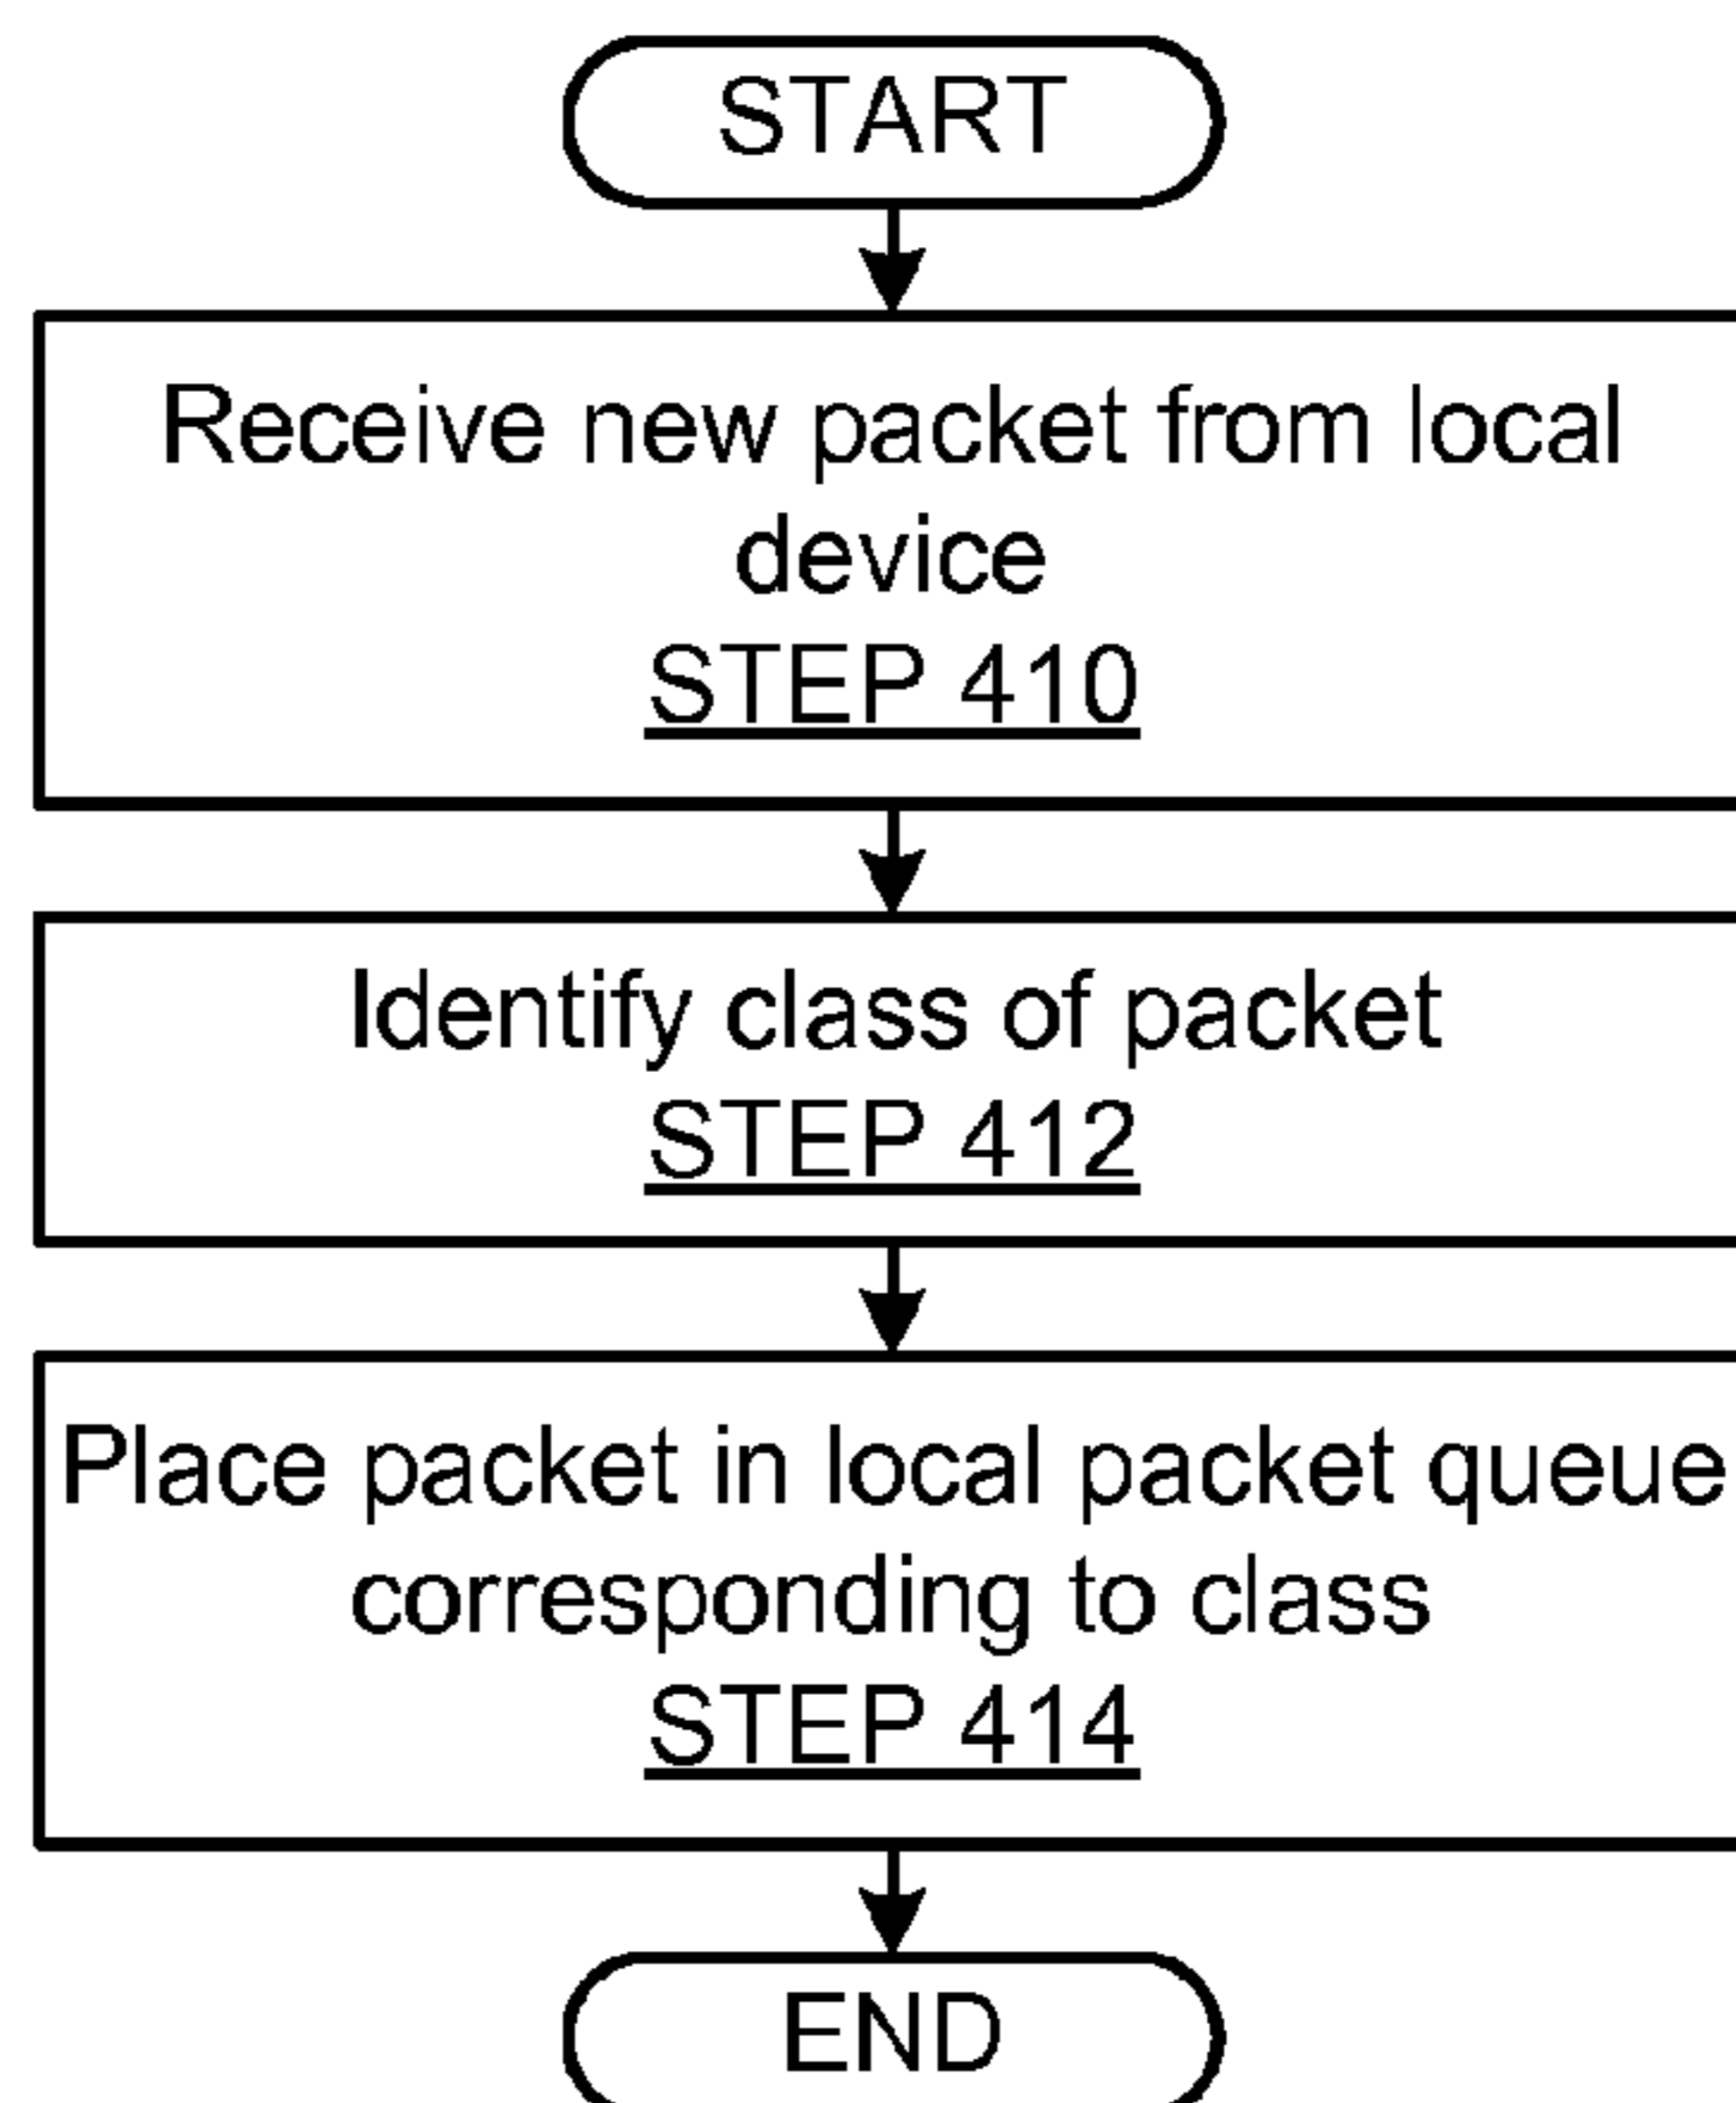 START
Receive new packet from local
device
STEP 410
Identify class of packet
STEP 412
Place packet in local packet queue
corresponding to class
STEP 414
END